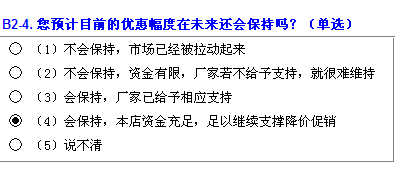 B2-4. 您预计目前的优惠幅度在未来还会保持吗？（单选）
（1）不会保持，市场已经被拉动起来
（2）不会保持，资金有限，厂家若不给予支持，就很难维持
（3）会保持，厂家已给予相应支持
（4）会保持，本店资金充足，足以继续支撑降价促销
（5）说不清